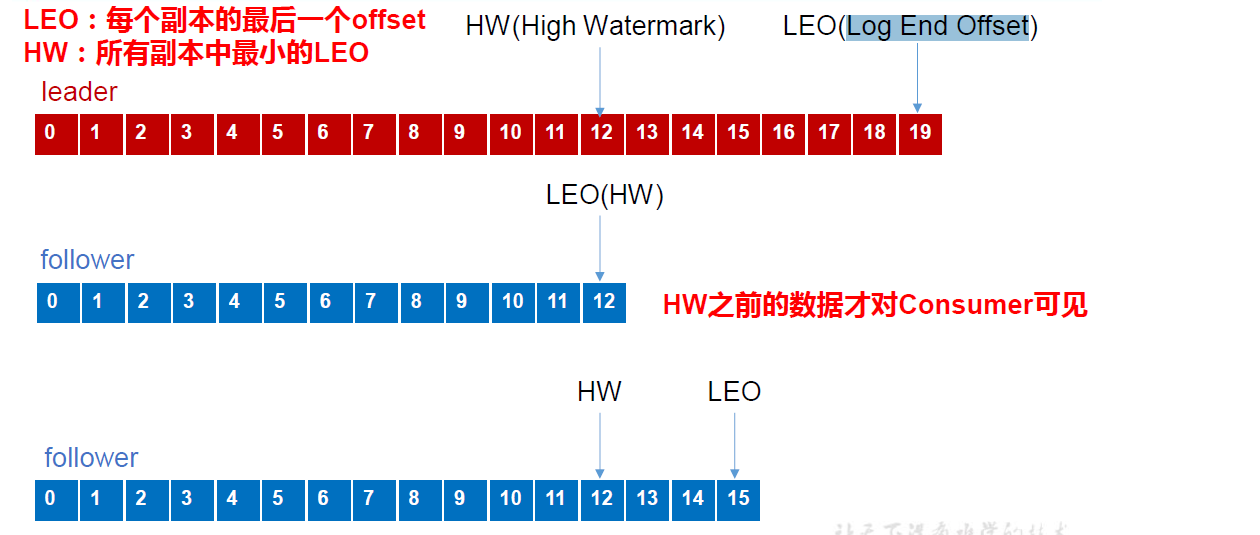 LEO：每个副本的最后一个offset
HW：所有副本中最小的LEO
HW(High Watermark)
LEO(Log End Offset)
leader
0 1 2 3 4 5 6 7 8 9 10 11 12 13 14 15 16 17 18 19
LEO(HW)
follower
0 1 2 3 4 5 6 7 8 9 10 11 12
HW之前的数据才对Consumer可见
HW
LEO
follower
0 1 2 3 4 5 6 7 8 9 10 11 12 13 14 15